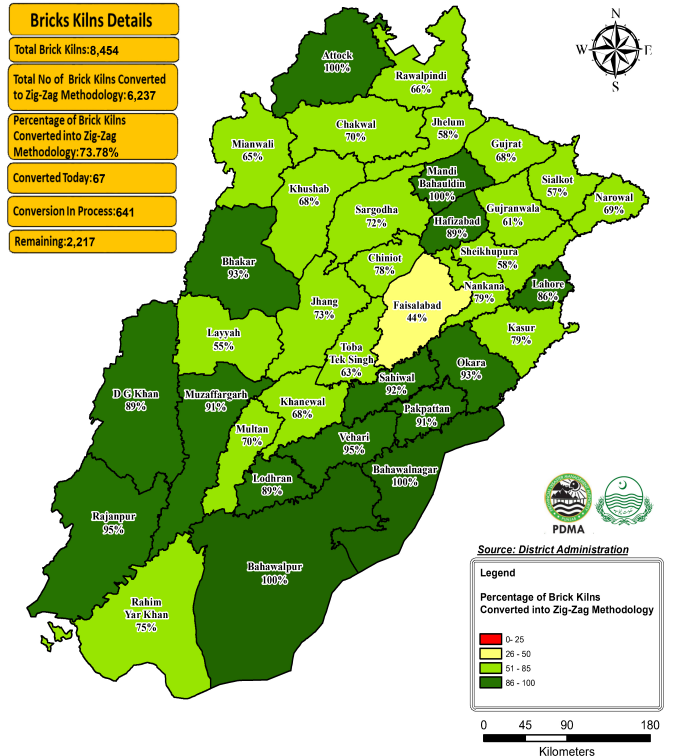 Bricks Kilns Details
Total Brick Kilns:8,454
Total No of Brick Kilns Converted
to Zig-Zag Methodology:6,237
Percentage of Brick Kilns
Converted into Zig-Zag
Methodology:73.78%
Converted Today:67
Conversion In Process:641
Remaining:2,217
N
W
E
S
Attock
100%
Rawalpindi
66%
Chakwal
70%
Jhelum
58%
Mianwali
65%
Gujrat
68%
Khushab
68%
Mandi
Bahauldin
100%
Sialkot
57%
Narowal
69%
Sargodha
72%
Hafizabad
89%
Gujranwala
61%
Bhakar
93%
Chiniot
78%
Sheikhupura
58%
Nankana
79%
Lahore
86%
Jhang
73%
Faisalabad
44%
Kasur
79%
Layyah
55%
Toba
Tek Singh
63%
Okara
93%
Sahiwal
92%
D G Khan
89%
Muzaffargarh
91%
Khanewal
68%
Pakpattan
91%
Multan
70%
Vehari
95%
Bahawalnagar
100%
Lodhran
89%
Rajanpur
95%
Bahawalpur
100%
Rahim
Yar Khan
75%
PDMA
Source: District Administration
Legend
Percentage of Brick Kilns
Converted into Zig-Zag Methodology
0- 25
26 - 50
51 - 85
86 - 100
0 45 90 180
Kilometers